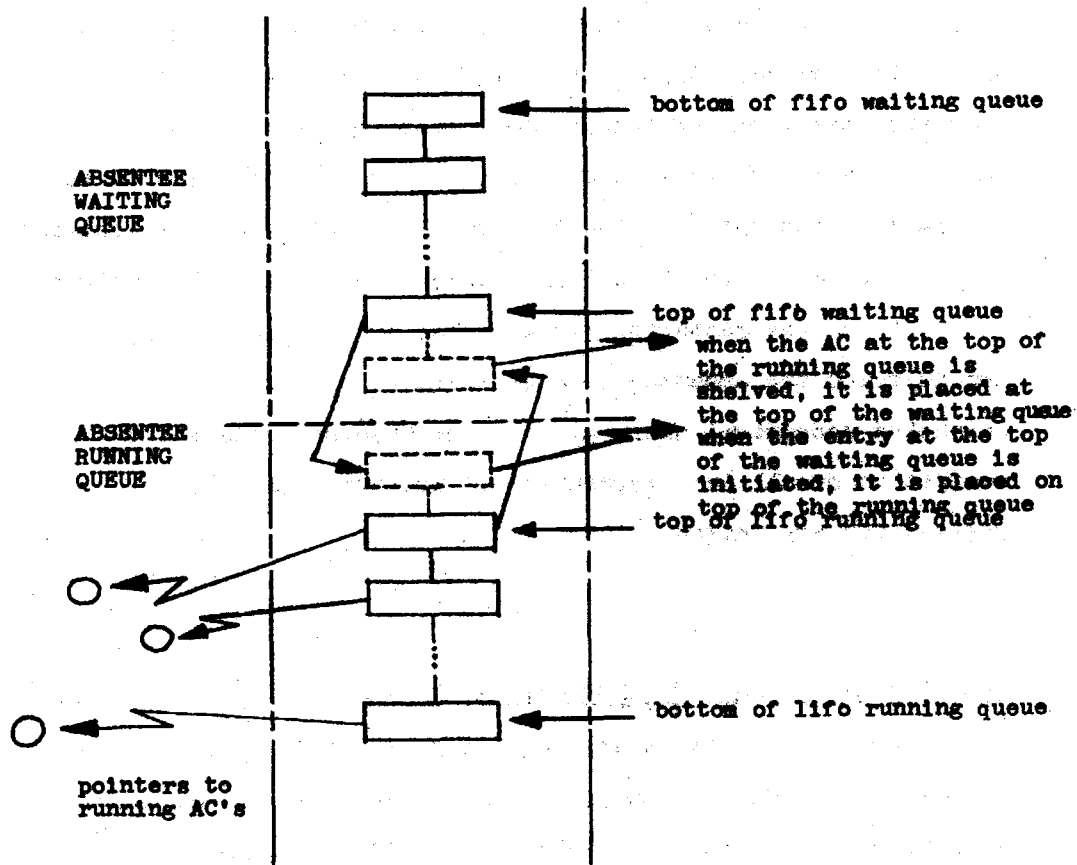 bottom of fifo waiting queue
ABSENTEE
WAITING
QUEUE
top of fifo waiting queue
when the AC at the top of
the running queue is
shelved, it is placed at
the top of the waiting queue
ABSENTEE
RUNNING
QUEUE
when the entry at the top
of the waiting queue is
initiated, it is placed on
top of the running queue
top of lifo running queue
bottom of lifo running queue
pointers to
running AC's